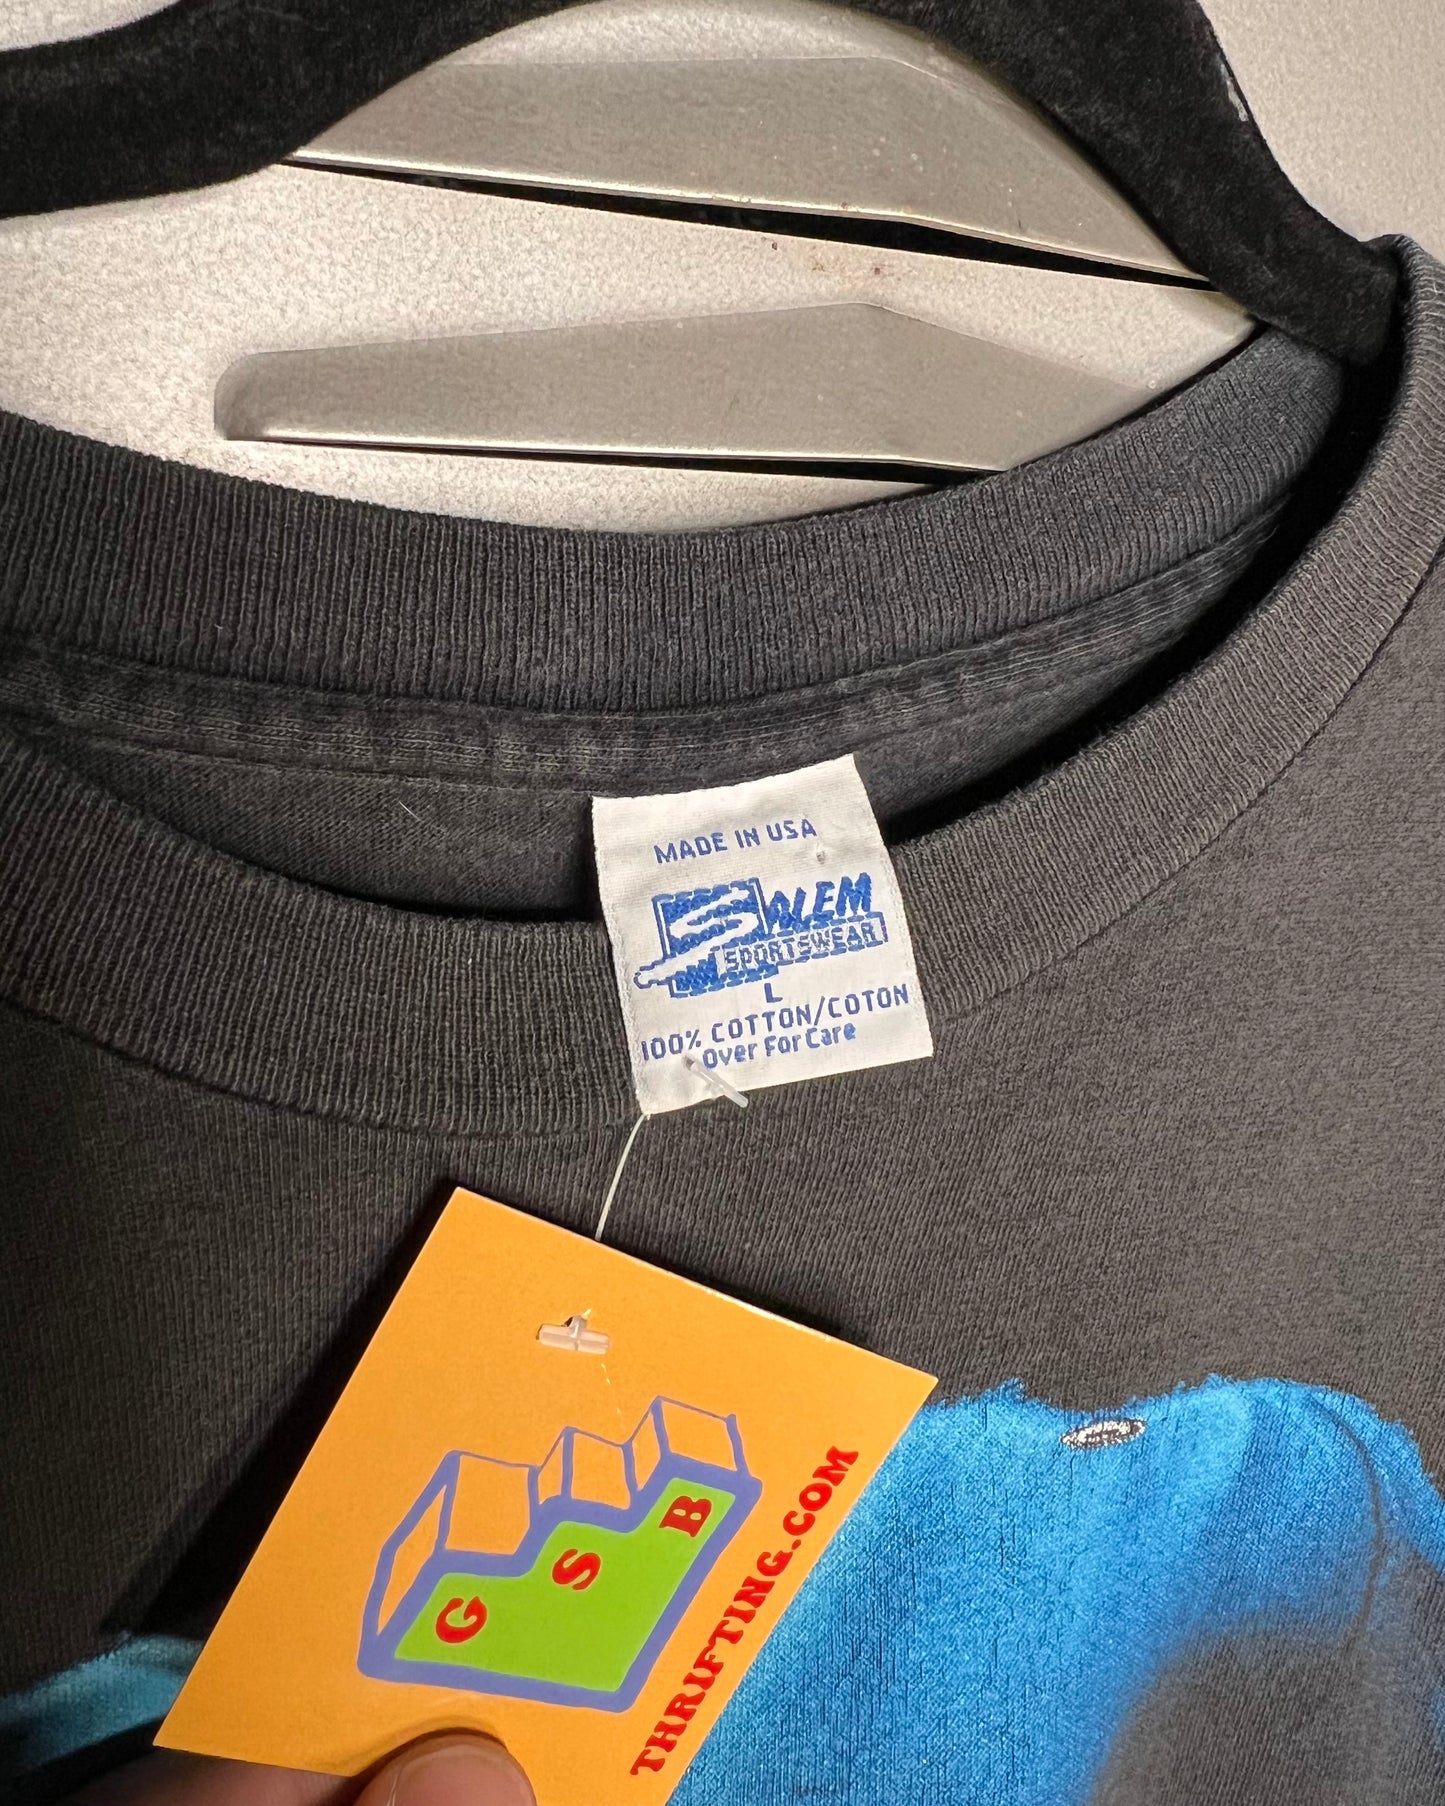 MADE IN USA
SALEM
SPORTSWEAR
L
100% COTTON/COTON
Over For Care
G S B
THRIFTING.COM